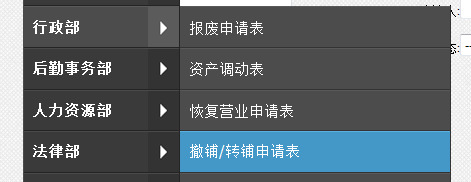 行政部
报废申请表
后勤事务部
资产调动表
人力资源部
恢复营业申请表
法律部
撤铺/转铺申请表